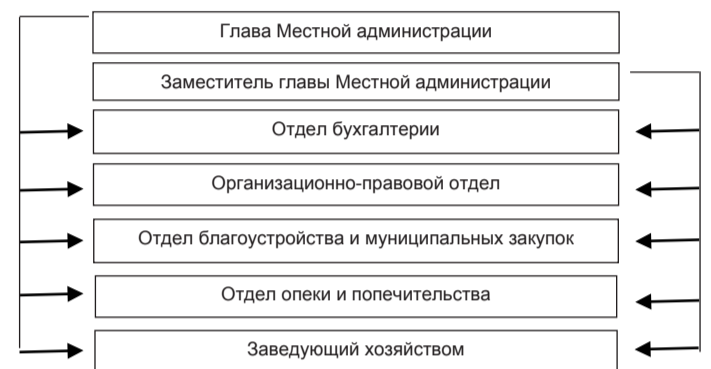 Глава Местной администрации
Заместитель главы Местной администрации
Отдел бухгалтерии
Организационно-правовой отдел
Отдел благоустройства и муниципальных закупок
Отдел опеки и попечительства
Заведующий хозяйством